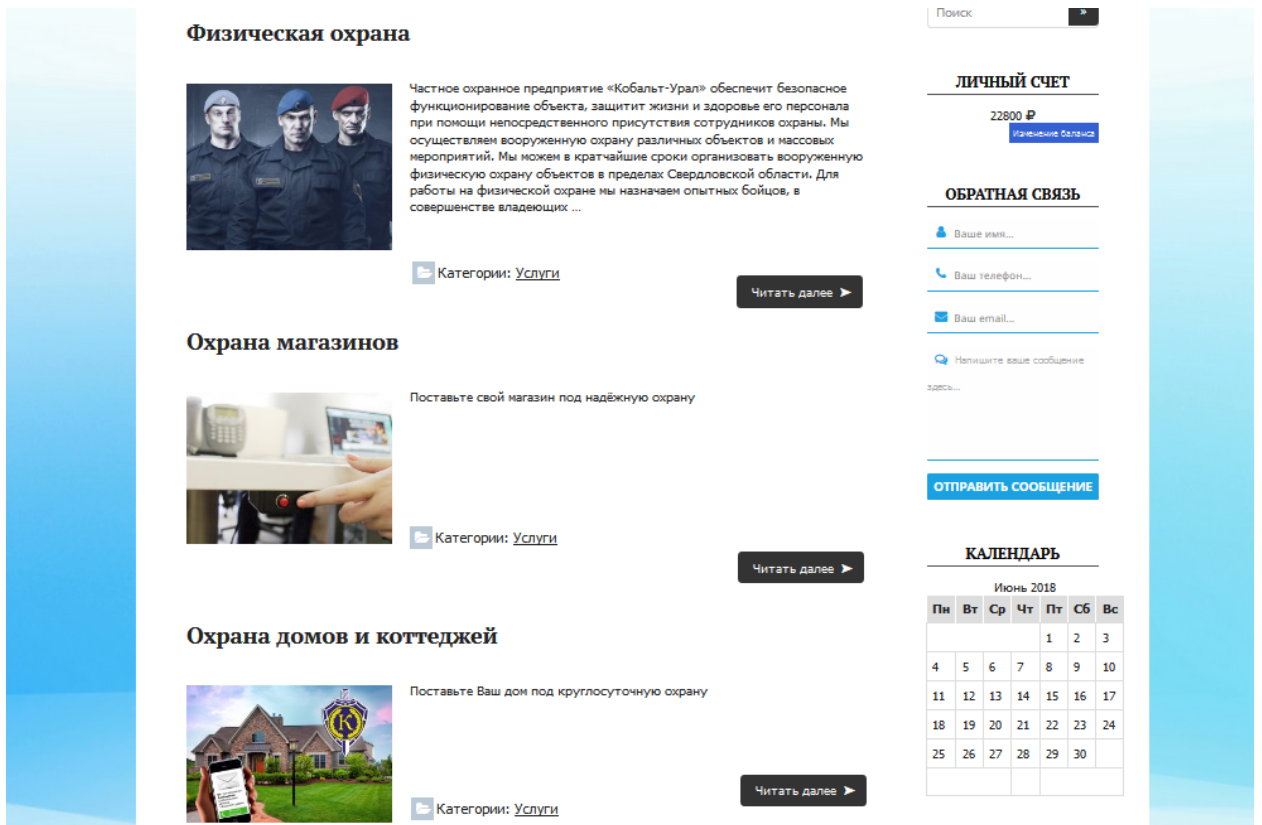 Физическая охрана
Частное охранное предприятие «Кобальт-Урал» обеспечит безопасное
функционирование объекта, защитит жизни и здоровье его персонала
при помощи непосредственного присутствия сотрудников охраны. Мы
осуществляем вооруженную охрану различных объектов и массовых
мероприятий. Мы можем в кратчайшие сроки организовать вооруженную
физическую охрану объектов в пределах Свердловской области. Для
работы на физической охране мы назначаем опытных бойцов, в
совершенстве владеющих ...
Категории: Услуги
Читать далее ➤
Охрана магазинов
Поставьте свой магазин под надёжную охрану
Категории: Услуги
Читать далее ➤
Охрана домов и коттеджей
Поставьте Ваш дом под круглосуточную охрану
К
Категории: Услуги
Читать далее ➤
Поиск
»
ЛИЧНЫЙ СЧЕТ
22800 ₽
Изменение баланса
ОБРАТНАЯ СВЯЗЬ
Ваше имя...
Ваш телефон...
Ваш email...
Напишите ваше сообщение
здесь...
ОТПРАВИТЬ СООБЩЕНИЕ
КАЛЕНДАРЬ
Июнь 2018
Пн Вт Ср Чт Пт Сб Вс
1 2 3
4 5 6 7 8 9 10
11 12 13 14 15 16 17
18 19 20 21 22 23 24
25 26 27 28 29 30